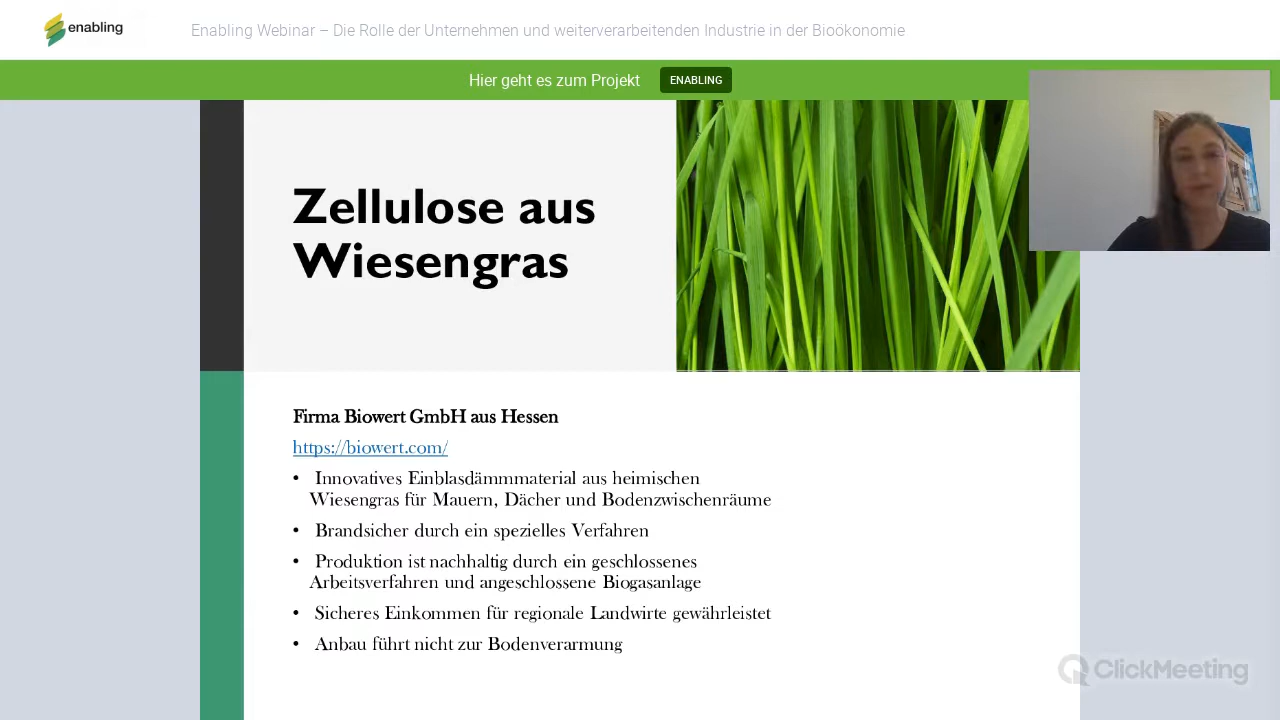 enabling
Enabling Webinar – Die Rolle der Unternehmen und weiterverarbeitenden Industrie in der Bioökonomie
Hier geht es zum Projekt
ENABLING
Zellulose aus
Wiesengras
Firma Biowert GmbH aus Hessen
https://biowert.com/
• Innovatives Einblasdämmmaterial aus heimischen
Wiesengras für Mauern, Dächer und Bodenzwischenräume
• Brandsicher durch ein spezielles Verfahren
• Produktion ist nachhaltig durch ein geschlossenes
Arbeitsverfahren und angeschlossene Biogasanlage
• Sicheres Einkommen für regionale Landwirte gewährleistet
• Anbau führt nicht zur Bodenverarmung
ClickMeeting